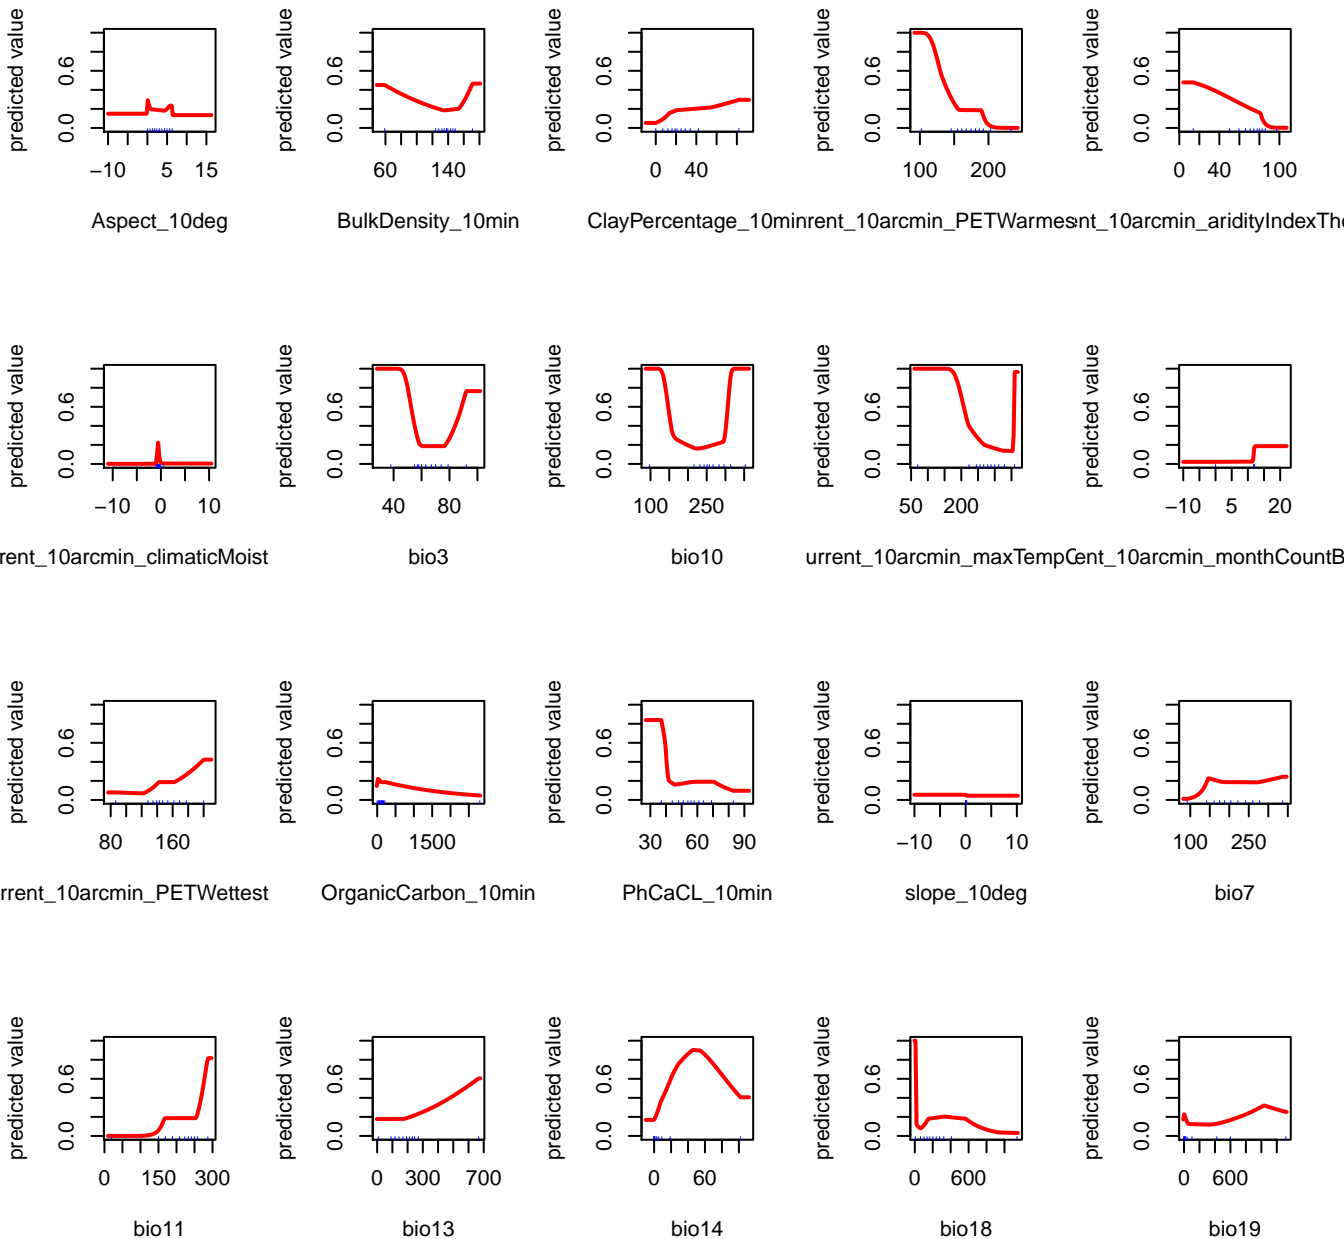 predicted value predicted value predicted value predicted value predicted value
0.0 0.6 0.0 0.6 0.0 0.6 0.0 0.6 0.0 0.6
−10 5 15 60 140 0 40 100 200 0 40 100
Aspect_10deg BulkDensity_10min ClayPercentage_10min rent_10arcmin_PETWarmes nt_10arcmin_aridityIndexTho
predicted value predicted value predicted value predicted value predicted value
0.0 0.6 0.0 0.6 0.0 0.6 0.0 0.6 0.0 0.6
−10 0 10 40 80 100 250 50 200 −10 5 20
rent_10arcmin_climaticMoist bio3 bio10 urrent_10arcmin_maxTempC ent_10arcmin_monthCountB
predicted value predicted value predicted value predicted value predicted value
0.0 0.6 0.0 0.6 0.0 0.6 0.0 0.6 0.0 0.6
80 160 0 1500 30 60 90 −10 0 10 100 250
rrent_10arcmin_PETWettest OrganicCarbon_10min PhCaCL_10min slope_10deg bio7
predicted value predicted value predicted value predicted value predicted value
0.0 0.6 0.0 0.6 0.0 0.6 0.0 0.6 0.0 0.6
0 150 300 0 300 700 0 60 0 600 0 600
bio11 bio13 bio14 bio18 bio19